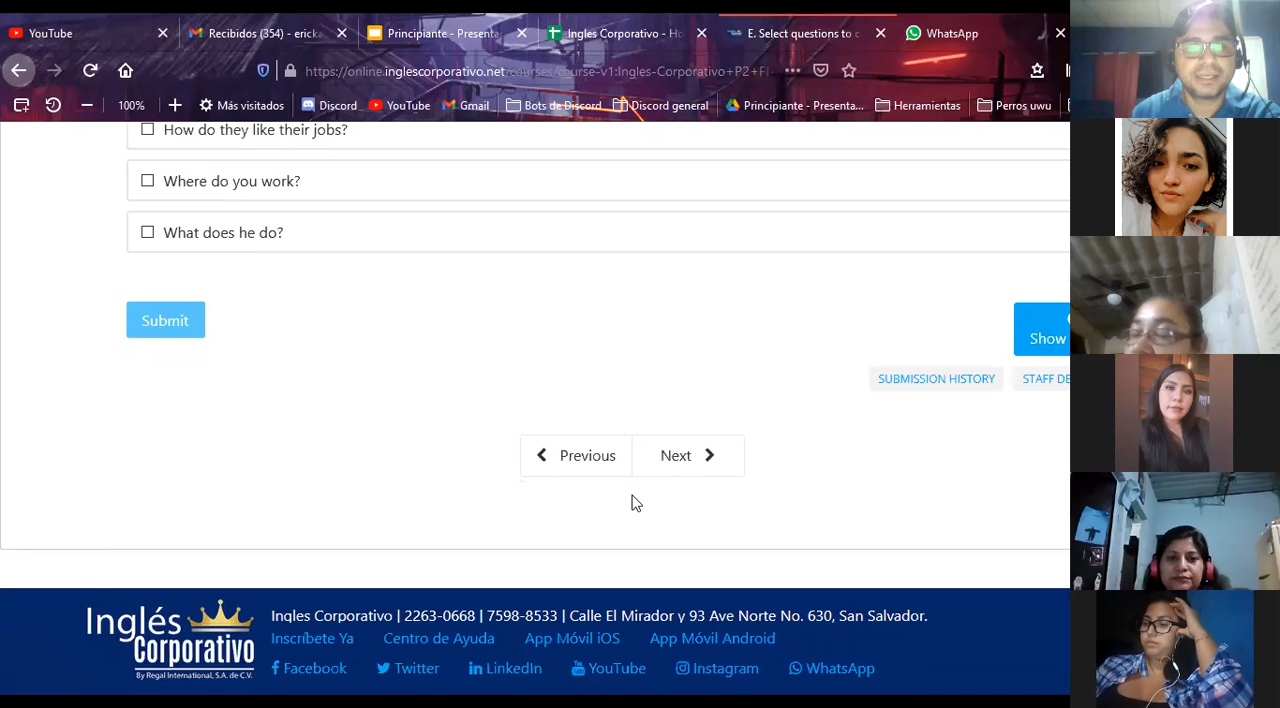 YouTube
Recibidos (354) - ericka
Principiante - Presenta
Ingles Corporativo - Ho
E. Select questions to c
WhatsApp
https://online.inglescorporativo.net/courses/course-v1:Ingles-Corporativo+P2+FI
100%
Más visitados
Discord
YouTube
Gmail
Bots de Discord
Discord general
Principiante - Presenta...
Herramientas
Perros uwu
How do they like their jobs?
Where do you work?
What does he do?
Submit
Show
SUBMISSION HISTORY
STAFF DE
Previous
Next
Inglés
Corporativo
By Regal International, S.A. de C.V.
Ingles Corporativo | 2263-0668 | 7598-8533 | Calle El Mirador y 93 Ave Norte No. 630, San Salvador.
Inscríbete Ya
Centro de Ayuda
App Móvil iOS
App Móvil Android
Facebook
Twitter
LinkedIn
YouTube
Instagram
WhatsApp